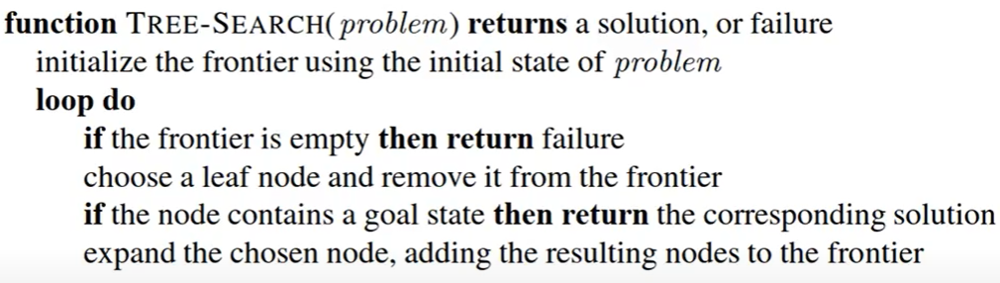 function TREE-SEARCH(problem) returns a solution, or failure
initialize the frontier using the initial state of problem
loop do
if the frontier is empty then return failure
choose a leaf node and remove it from the frontier
if the node contains a goal state then return the corresponding solution
expand the chosen node, adding the resulting nodes to the frontier